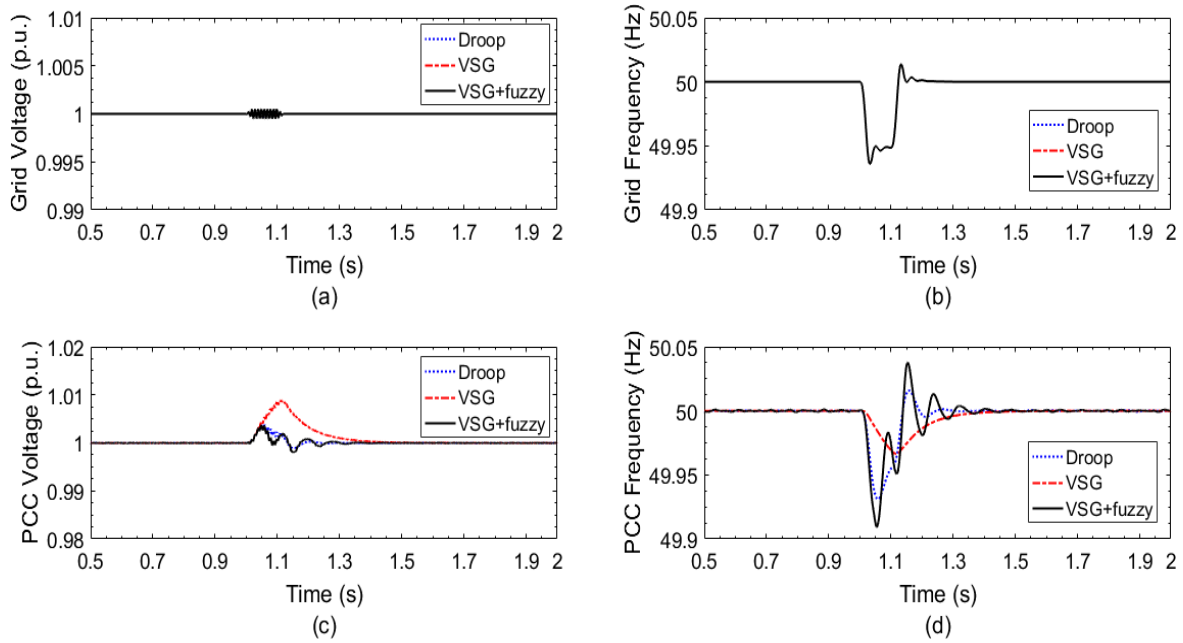 Grid Voltage (p.u.)
1.01
1.005
1
0.995
0.99
Droop
VSG
VSG+fuzzy
0.5 0.7 0.9 1.1 1.3 1.5 1.7 1.9 2
Time (s)
(a)
Grid Frequency (Hz)
50.05
50
49.95
49.9
Droop
VSG
VSG+fuzzy
0.5 0.7 0.9 1.1 1.3 1.5 1.7 1.9 2
Time (s)
(b)
PCC Voltage (p.u.)
1.02
1.01
1
0.99
0.98
Droop
VSG
VSG+fuzzy
0.5 0.7 0.9 1.1 1.3 1.5 1.7 1.9 2
Time (s)
(c)
PCC Frequency (Hz)
50.05
50
49.95
49.9
Droop
VSG
VSG+fuzzy
0.5 0.7 0.9 1.1 1.3 1.5 1.7 1.9 2
Time (s)
(d)